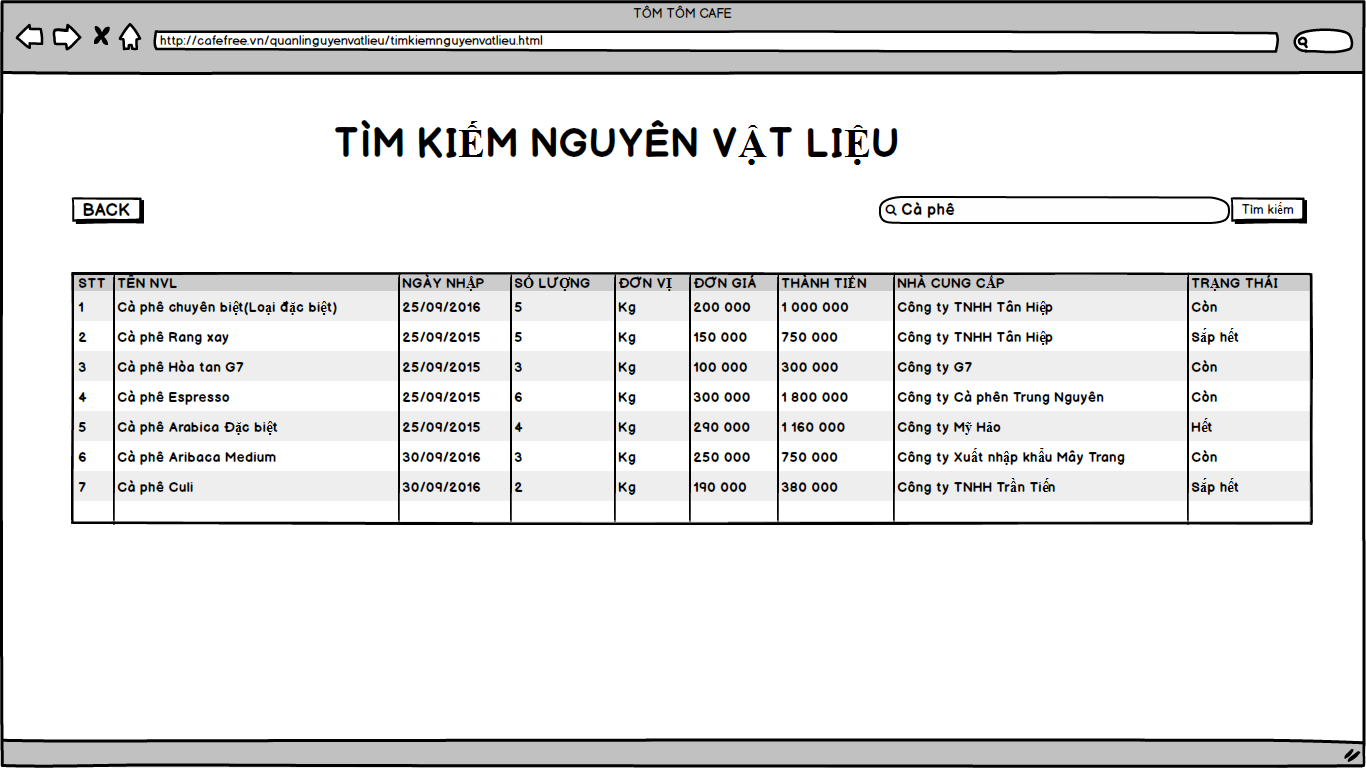 TÔM TÔM CAFE
http://cafefree.vn/quanlinguyenvatlieu/timkiemnguyenvatlieu.html
TÌM KIẾM NGUYÊN VẬT LIỆU
BACK Cà phê Tìm kiếm
STT TÊN NVL NGÀY NHẬP SỐ LƯỢNG ĐƠN VỊ ĐƠN GIÁ THÀNH TIỀN NHÀ CUNG CẤP TRẠNG THÁI
1 Cà phê chuyên biệt(Loại đặc biệt) 25/09/2016 5 Kg 200 000 1 000 000 Công ty TNHH Tân Hiệp Còn
2 Cà phê Rang xay 25/09/2015 5 Kg 150 000 750 000 Công ty TNHH Tân Hiệp Sắp hết
3 Cà phê Hòa tan G7 25/09/2015 3 Kg 100 000 300 000 Công ty G7 Còn
4 Cà phê Espresso 25/09/2015 6 Kg 300 000 1 800 000 Công ty Cà phên Trung Nguyên Còn
5 Cà phê Arabica Đặc biệt 25/09/2015 4 Kg 290 000 1 160 000 Công ty Mỹ Hảo Hết
6 Cà phê Aribaca Medium 30/09/2016 3 Kg 250 000 750 000 Công ty Xuất nhập khẩu Mây Trang Còn
7 Cà phê Culi 30/09/2016 2 Kg 190 000 380 000 Công ty TNHH Trần Tiến Sắp hết